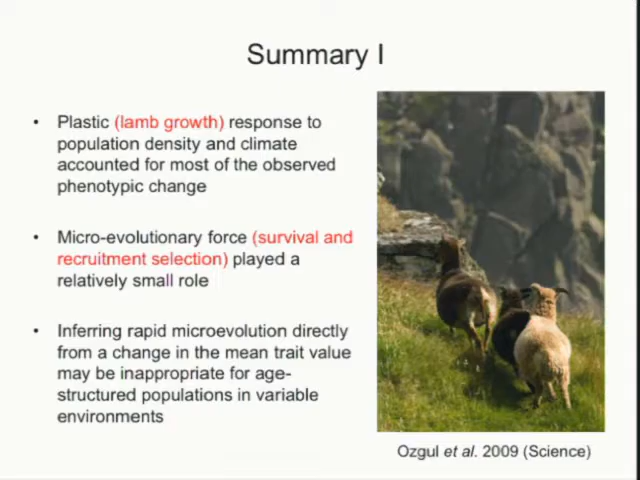 Summary I
• Plastic (lamb growth) response to
population density and climate
accounted for most of the observed
phenotypic change
• Micro-evolutionary force (survival and
recruitment selection) played a
relatively small role
• Inferring rapid microevolution directly
from a change in the mean trait value
may be inappropriate for age-
structured populations in variable
environments
Ozgul et al. 2009 (Science)